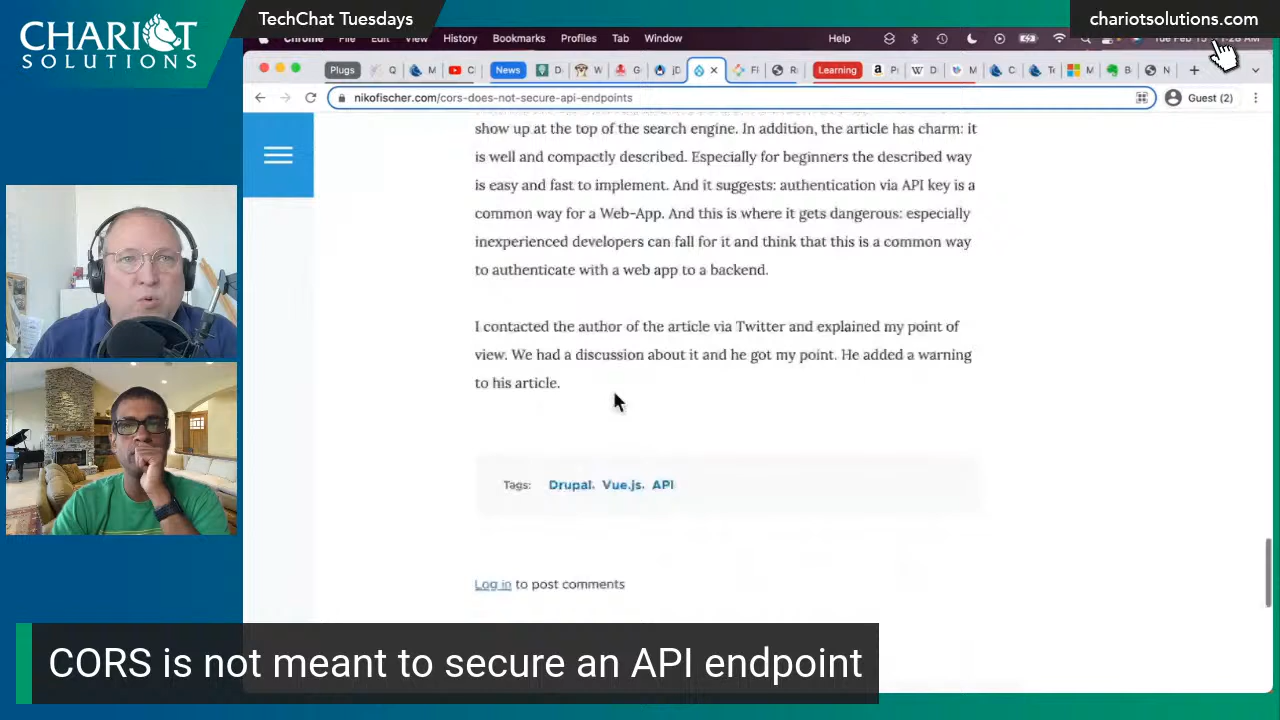 CHARIOT
SOLUTIONS
TechChat Tuesdays
chariotsolutions.com
Chrome File Edit View History Bookmarks Profiles Tab Window Help
Plugs
News
Learning
nikofischer.com/cors-does-not-secure-api-endpoints
Guest (2)
show up at the top of the search engine. In addition, the article has charm: it
is well and compactly described. Especially for beginners the described way
is easy and fast to implement. And it suggests: authentication via API key is a
common way for a Web-App. And this is where it gets dangerous: especially
inexperienced developers can fall for it and think that this is a common way
to authenticate with a web app to a backend.
I contacted the author of the article via Twitter and explained my point of
view. We had a discussion about it and he got my point. He added a warning
to his article.
Tags: Drupal, Vue.js, API
Log in to post comments
CORS is not meant to secure an API endpoint